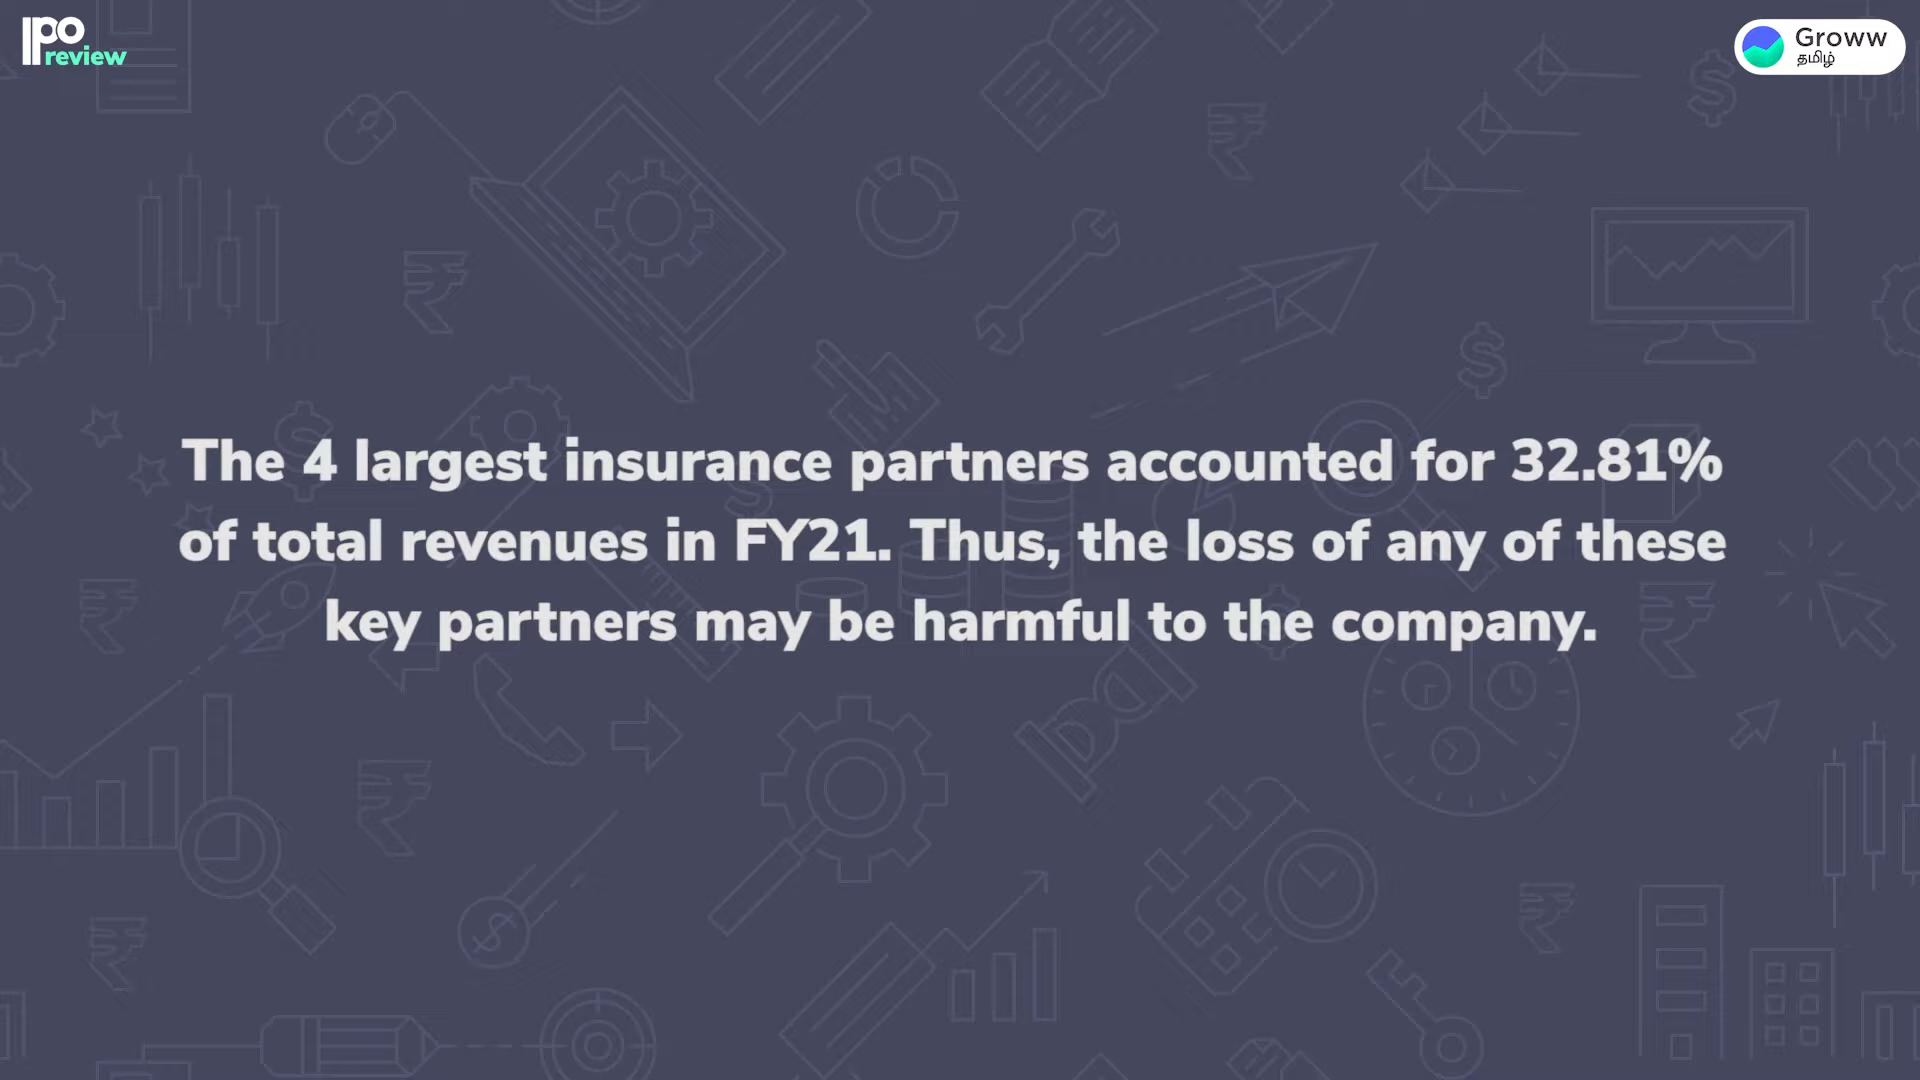 IPO
review
Groww
தமிழ்
The 4 largest insurance partners accounted for 32.81%
of total revenues in FY21. Thus, the loss of any of these
key partners may be harmful to the company.